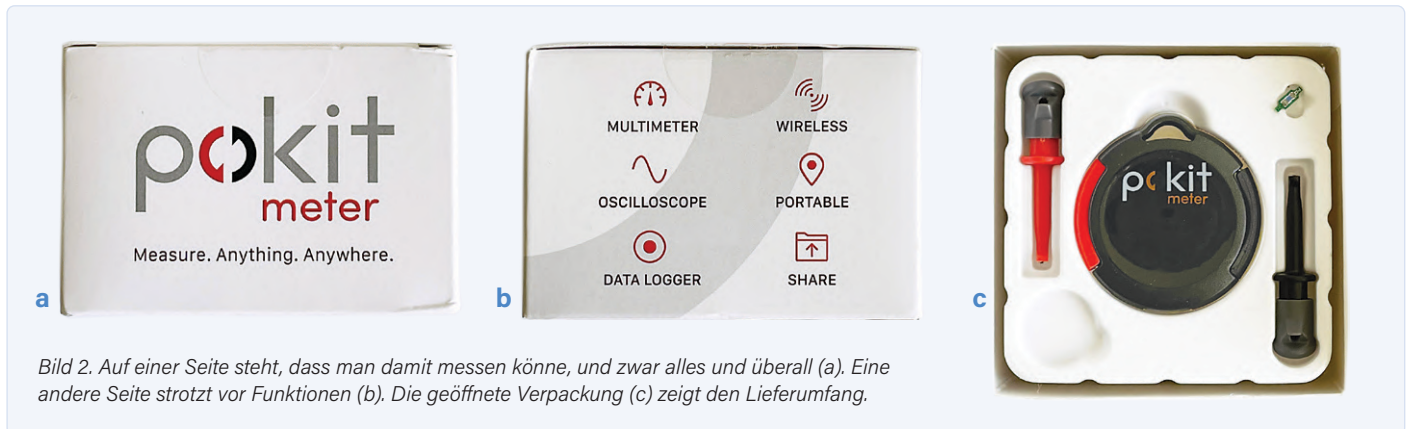 pokit
meter
Measure. Anything. Anywhere.
a
MULTIMETER
WIRELESS
OSCILLOSCOPE
PORTABLE
DATA LOGGER
SHARE
b
pokit
meter
c
Bild 2. Auf einer Seite steht, dass man damit messen könne, und zwar alles und überall (a). Eine
andere Seite strotzt vor Funktionen (b). Die geöffnete Verpackung (c) zeigt den Lieferumfang.